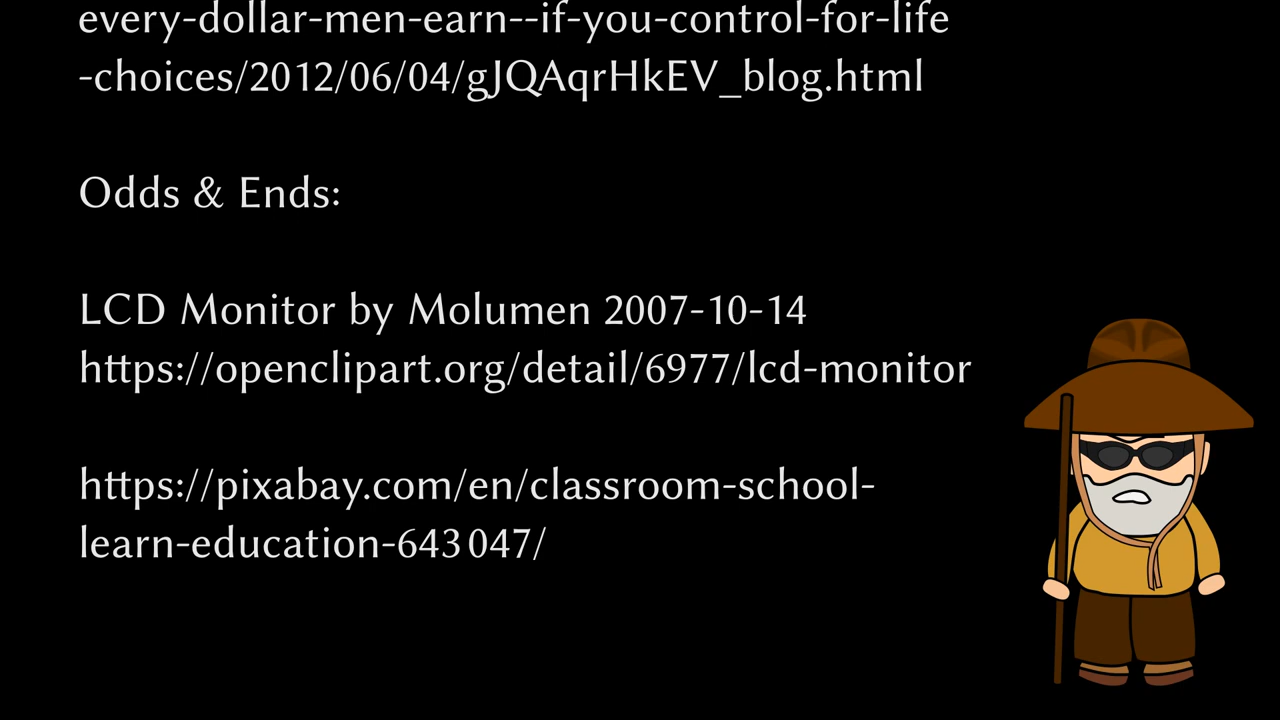 every-dollar-men-earn--if-you-control-for-life
-choices/2012/06/04/gJQAqrHkEV_blog.html
Odds & Ends:
LCD Monitor by Molumen 2007-10-14
https://openclipart.org/detail/6977/lcd-monitor
https://pixabay.com/en/classroom-school-
learn-education-643047/